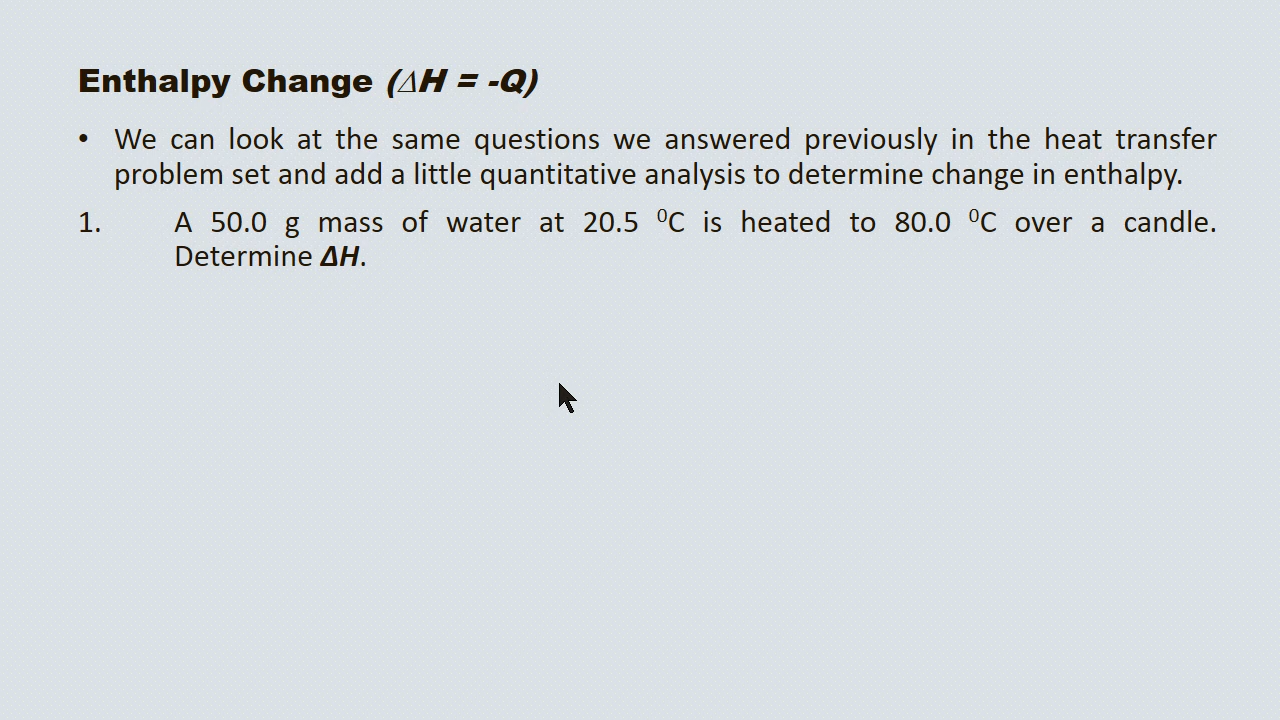 Enthalpy Change (∆H = -Q)
• We can look at the same questions we answered previously in the heat transfer
problem set and add a little quantitative analysis to determine change in enthalpy.
1. A 50.0 g mass of water at 20.5 ⁰C is heated to 80.0 ⁰C over a candle.
Determine ΔH.